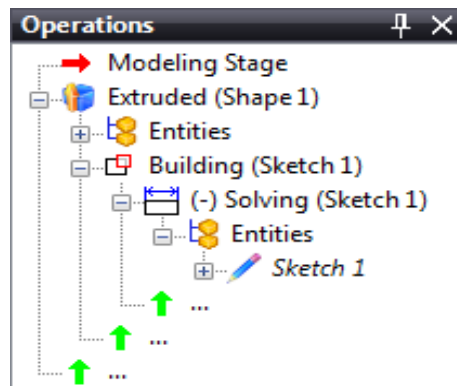 Operations
Modeling Stage
Extruded (Shape 1)
Entities
Building (Sketch 1)
(-) Solving (Sketch 1)
Entities
Sketch 1
...
...
...